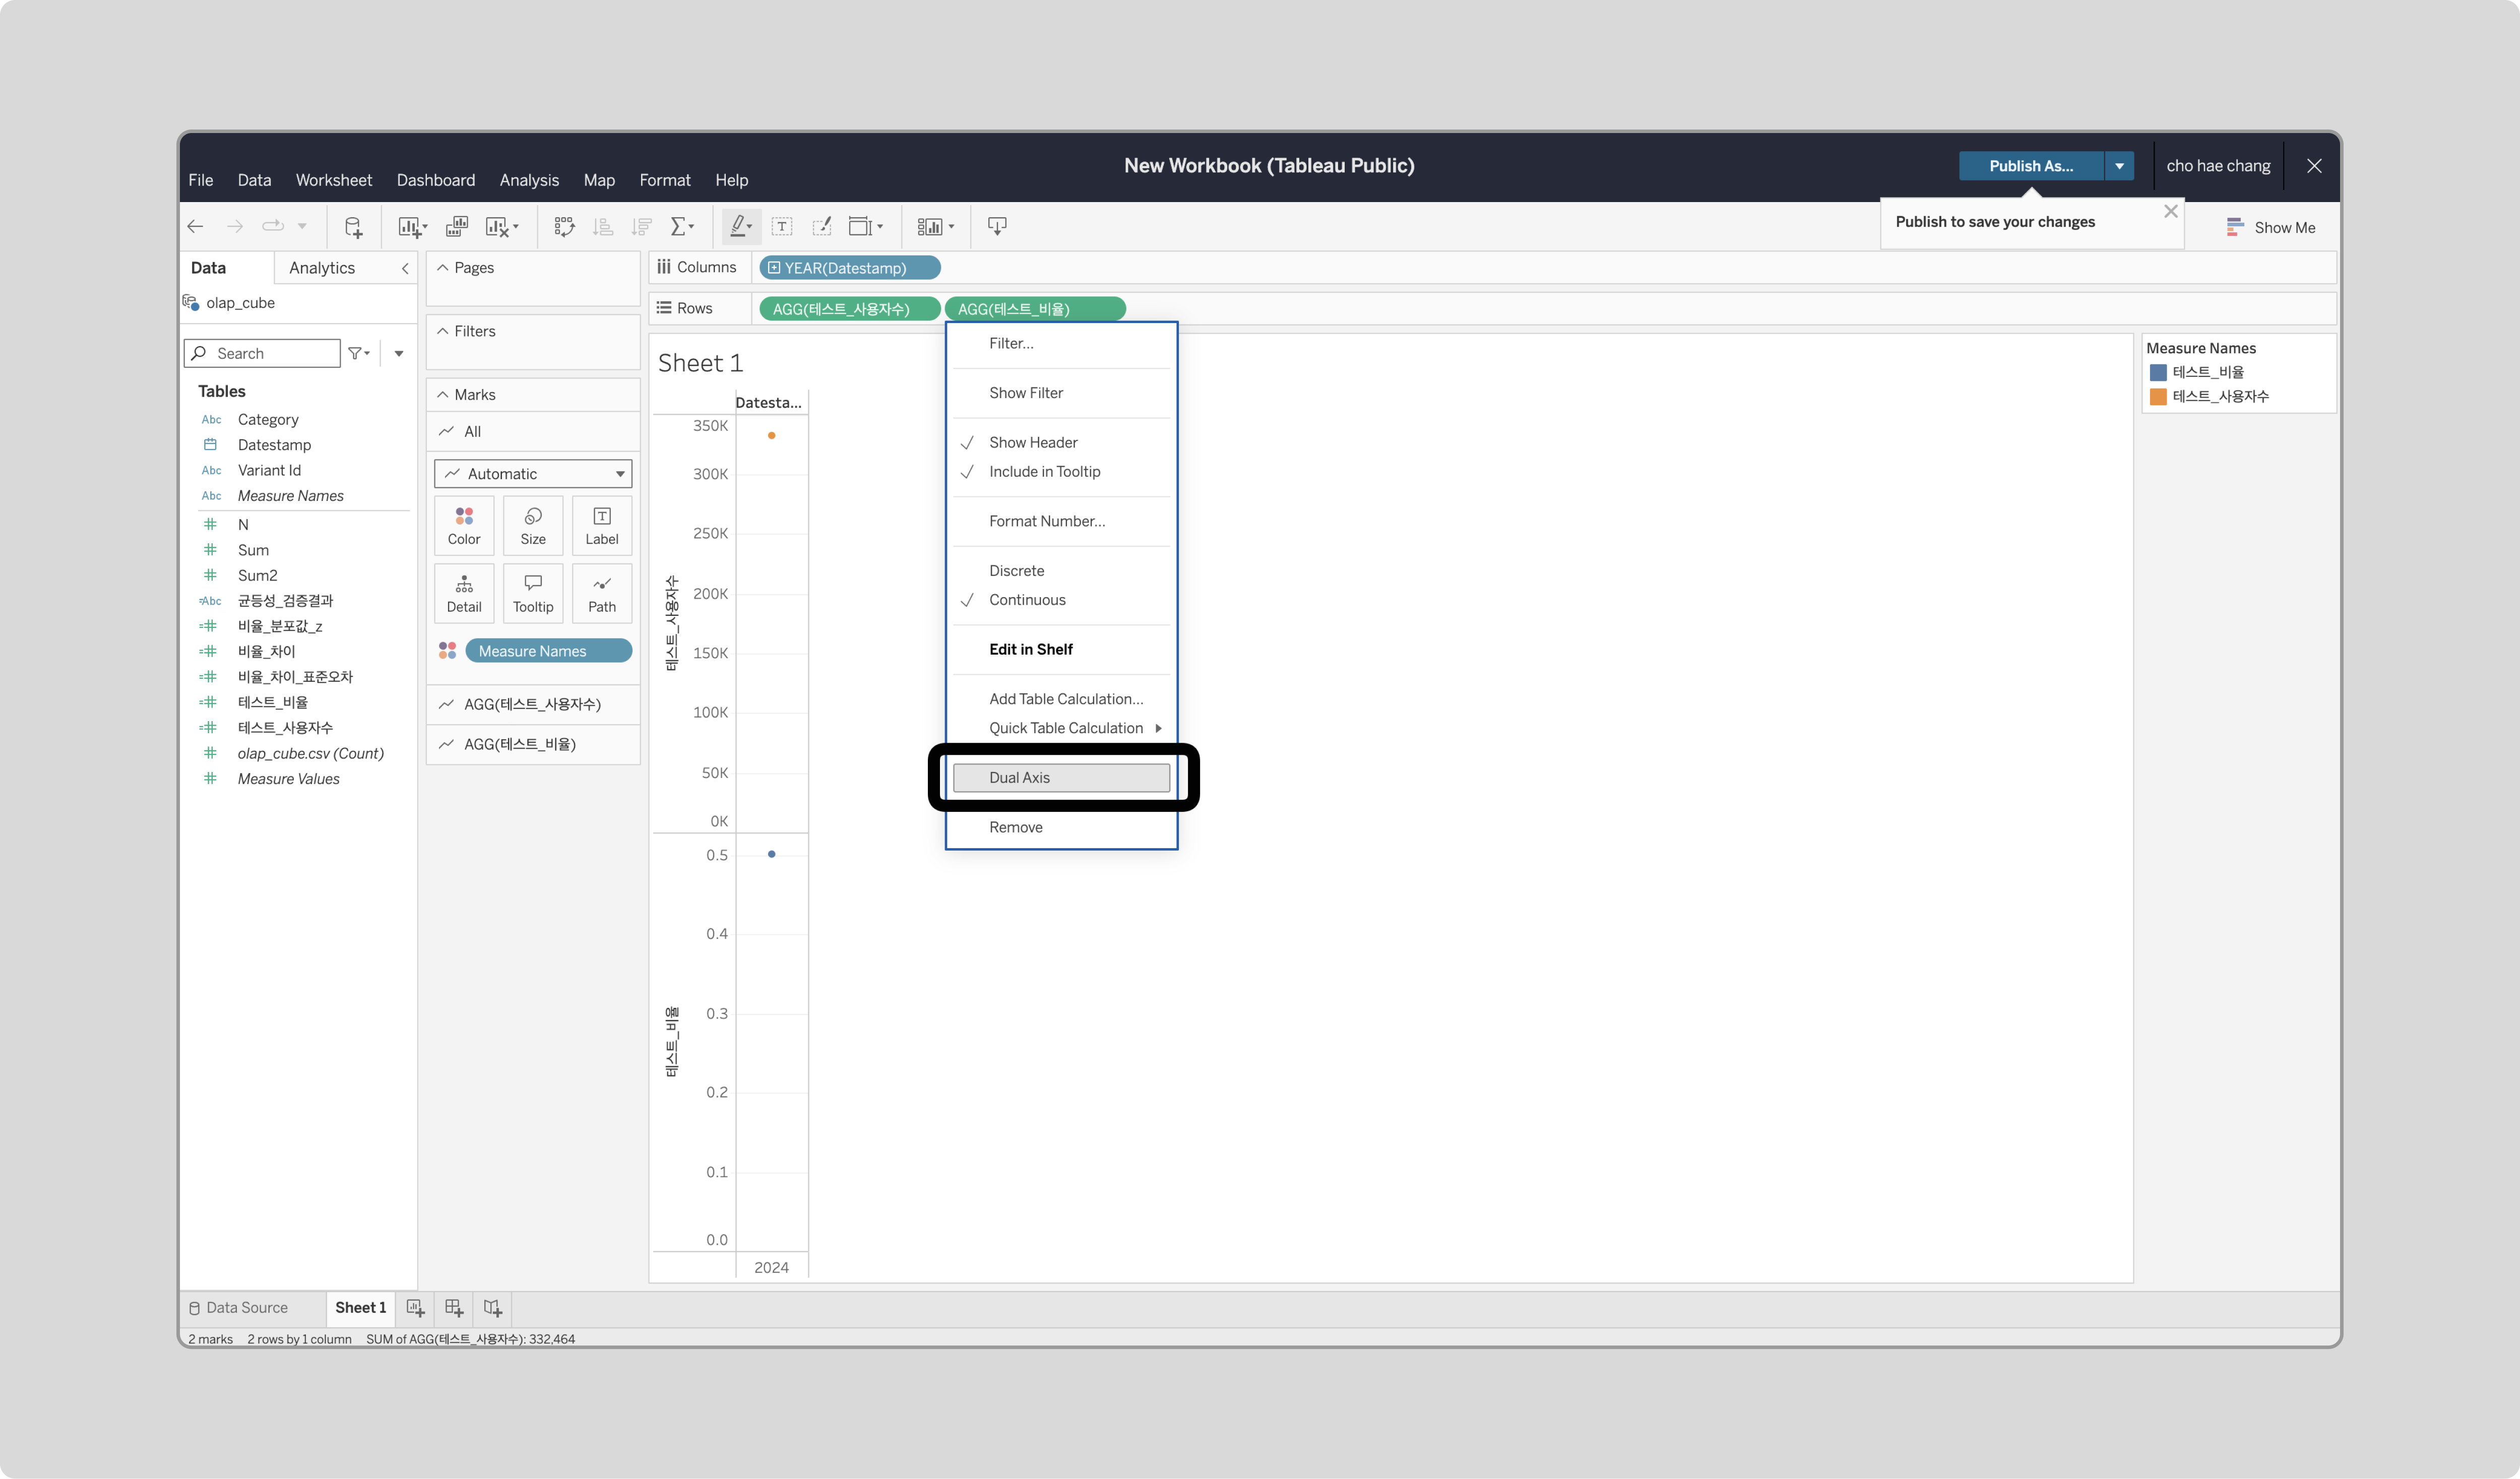 New Workbook (Tableau Public)
Publish As...
cho hae chang
File Data Worksheet Dashboard Analysis Map Format Help
Publish to save your changes
Show Me
Data
Analytics
olap_cube
Search
Tables
Abc Category
Datestamp
Abc Variant Id
Abc Measure Names
N
Sum
Sum2
=Abc 균등성_검증결과
=# 비율_분포값_z
=# 비율_차이
=# 비율_차이_표준오차
=# 테스트_비율
=# 테스트_사용자수
olap_cube.csv (Count)
Measure Values
Pages
Filters
Marks
All
Automatic
Color Size Label
Detail Tooltip Path
Measure Names
AGG(테스트_사용자수)
AGG(테스트_비율)
Columns
YEAR(Datestamp)
Rows
AGG(테스트_사용자수)
AGG(테스트_비율)
Sheet 1
Datesta...
테스트_사용자수
350K
300K
250K
200K
150K
100K
50K
0K
테스트_비율
0.5
0.4
0.3
0.2
0.1
0.0
2024
Filter...
Show Filter
Show Header
Include in Tooltip
Format Number...
Discrete
Continuous
Edit in Shelf
Add Table Calculation...
Quick Table Calculation
Dual Axis
Remove
Measure Names
테스트_비율
테스트_사용자수
Data Source
Sheet 1
2 marks 2 rows by 1 column SUM of AGG(테스트_사용자수): 332,464